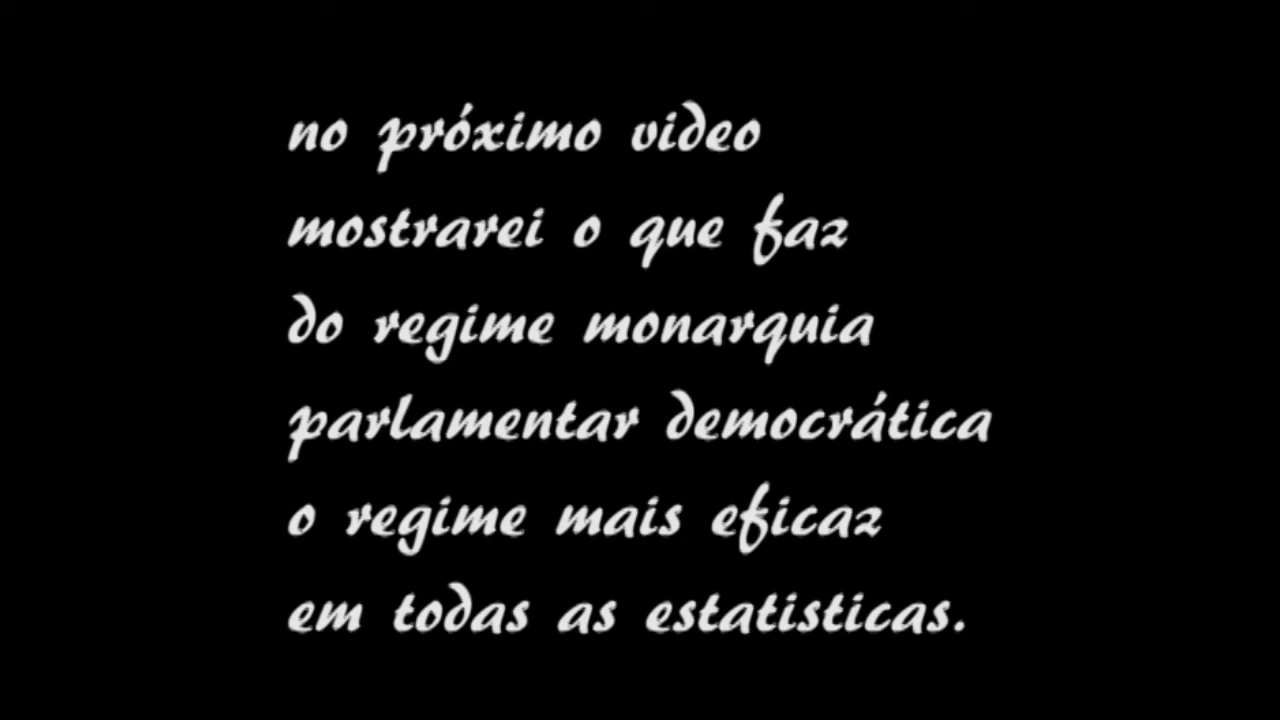 no próximo video
mostrarei o que faz
do regime monarquia
parlamentar democrática
o regime mais eficaz
em todas as estatisticas.